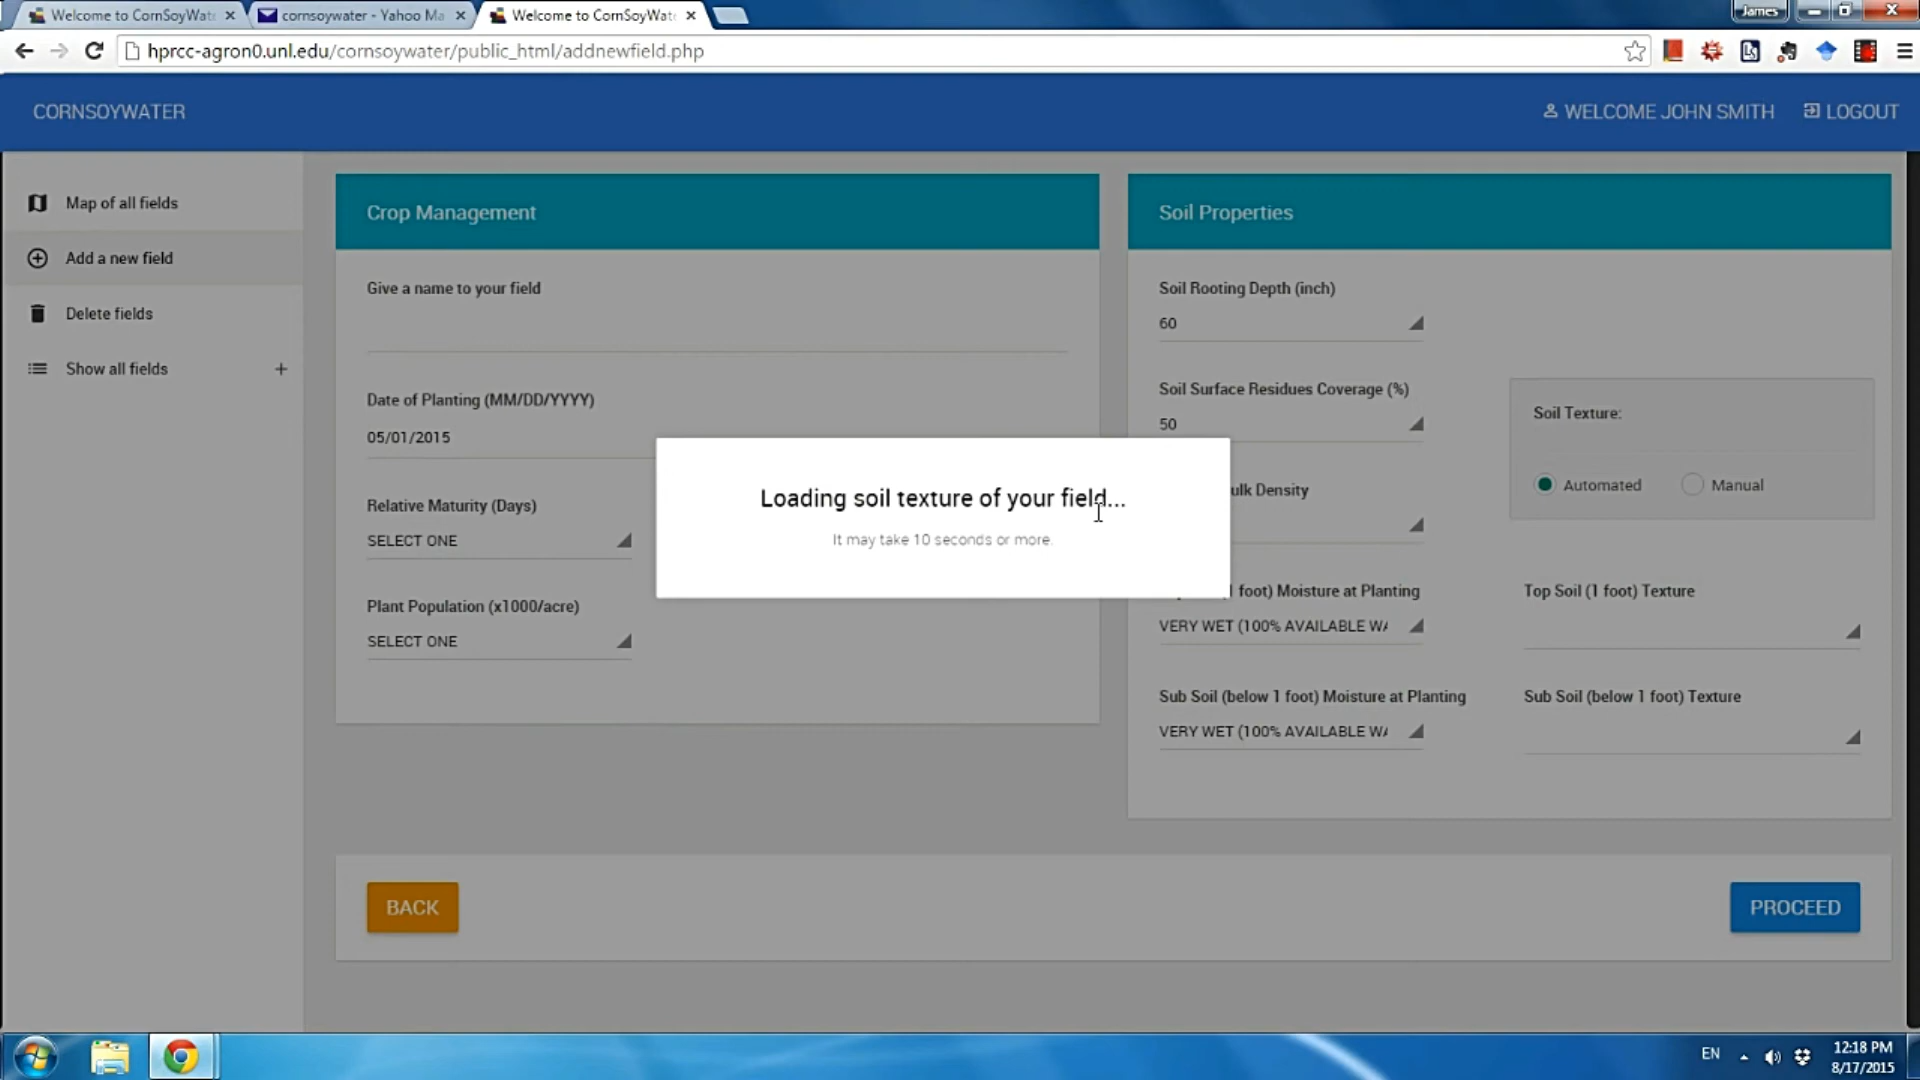 Welcome to CornSoyWat
cornsoywater - Yahoo Ma
Welcome to CornSoyWat
James
hprcc-agron0.unl.edu/cornsoywater/public_html/addnewfield.php
CORNSOYWATER
WELCOME JOHN SMITH
LOGOUT
Map of all fields
Add a new field
Delete fields
Show all fields +
Crop Management
Give a name to your field
Date of Planting (MM/DD/YYYY)
05/01/2015
Relative Maturity (Days)
SELECT ONE
Plant Population (x1000/acre)
SELECT ONE
Loading soil texture of your field...
It may take 10 seconds or more.
Soil Properties
Soil Rooting Depth (inch)
60
Soil Surface Residues Coverage (%)
50
ulk Density
foot) Moisture at Planting
VERY WET (100% AVAILABLE WA
Sub Soil (below 1 foot) Moisture at Planting
VERY WET (100% AVAILABLE WA
Soil Texture:
Automated
Manual
Top Soil (1 foot) Texture
Sub Soil (below 1 foot) Texture
BACK
PROCEED
EN
12:18 PM
8/17/2015